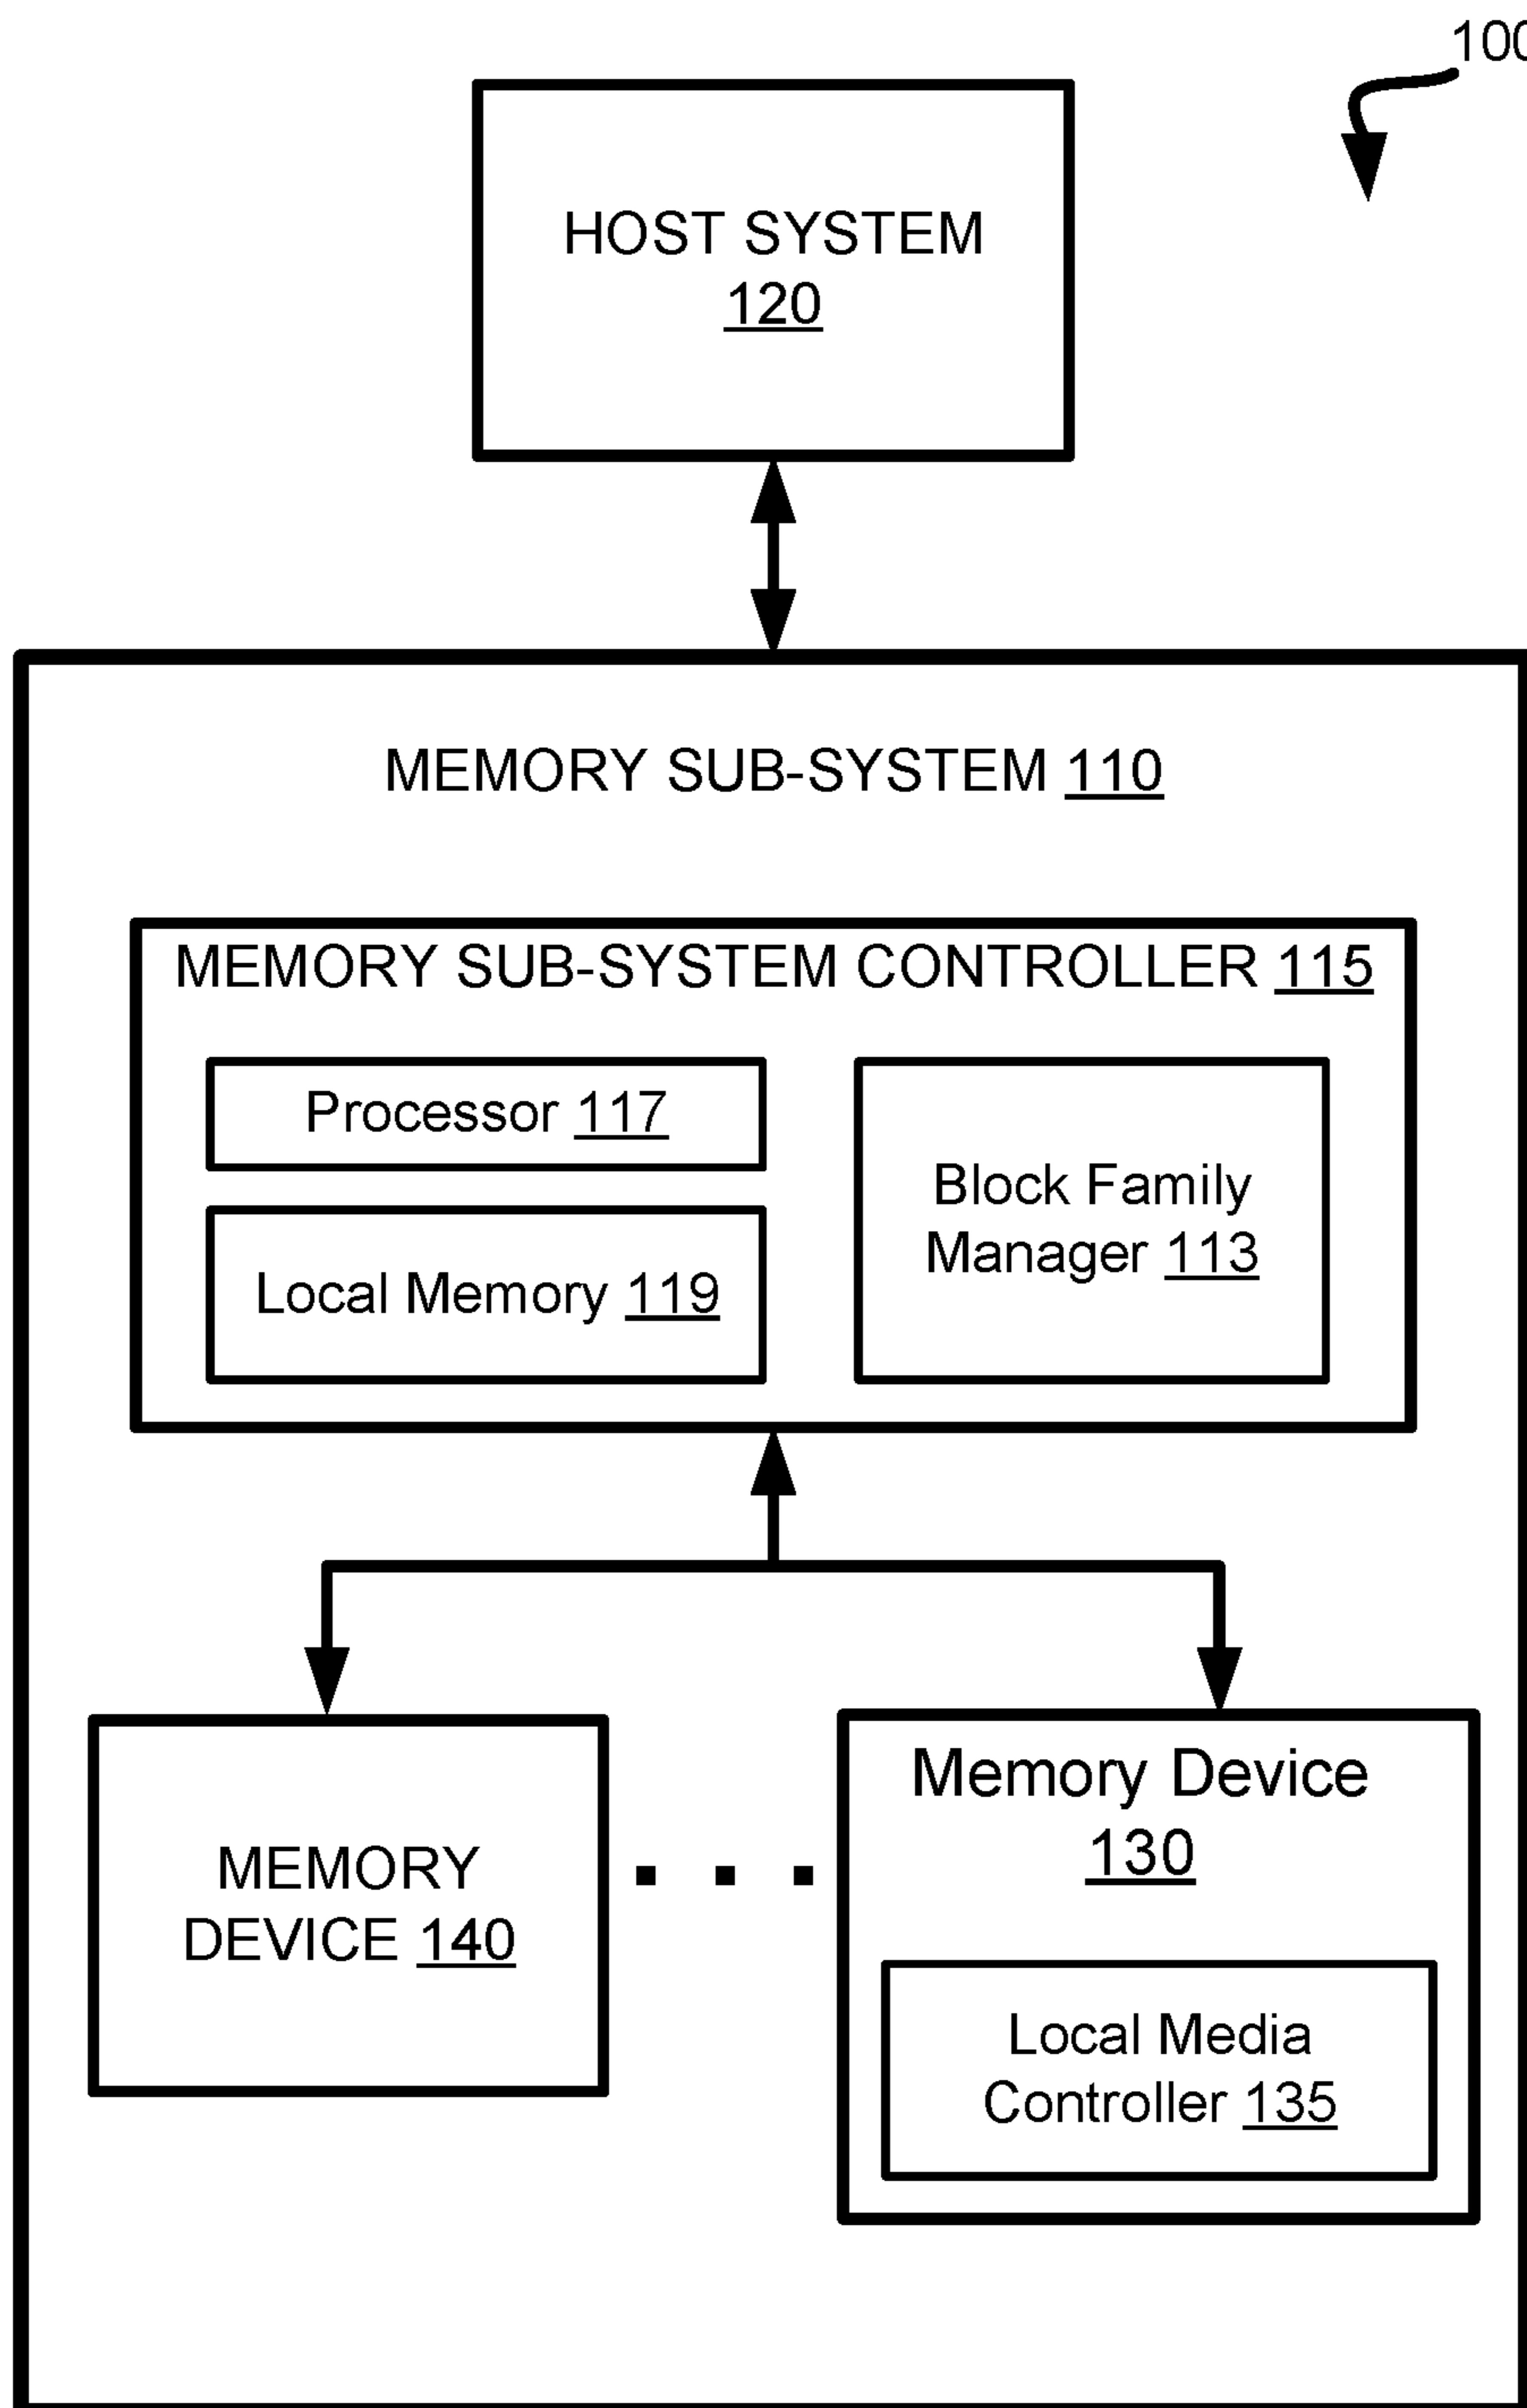 100
HOST SYSTEM
120
MEMORY SUB-SYSTEM 110
MEMORY SUB-SYSTEM CONTROLLER 115
Processor 117
Local Memory 119
Block Family
Manager 113
MEMORY
DEVICE 140
Memory Device
130
Local Media
Controller 135